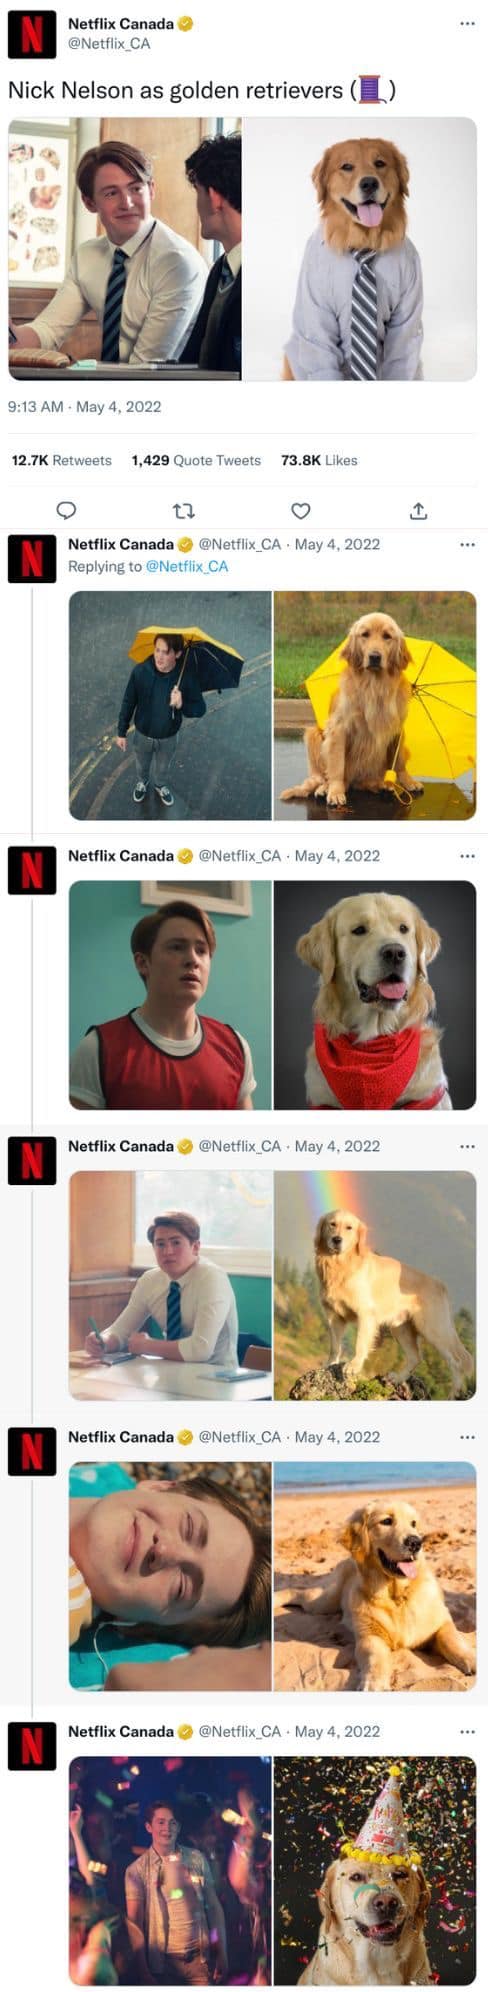 Netflix Canada
@Netflix_CA
Nick Nelson as golden retrievers (🧵)
9:13 AM · May 4, 2022
12.7K Retweets 1,429 Quote Tweets 73.8K Likes
Netflix Canada @Netflix_CA · May 4, 2022
Replying to @Netflix_CA
Netflix Canada @Netflix_CA · May 4, 2022
Netflix Canada @Netflix_CA · May 4, 2022
Netflix Canada @Netflix_CA · May 4, 2022
Netflix Canada @Netflix_CA · May 4, 2022